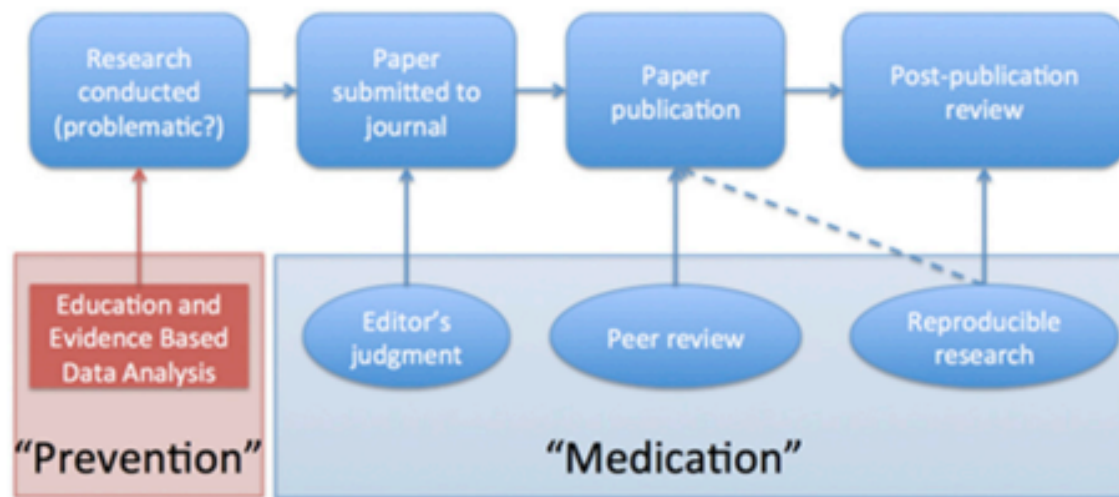 Research
conducted
(problematic?)
Paper
submitted to
journal
Paper
publication
Post-publication
review
Education and
Evidence Based
Data Analysis
Editor's
judgment
Peer review
Reproducible
research
“Prevention”
“Medication”